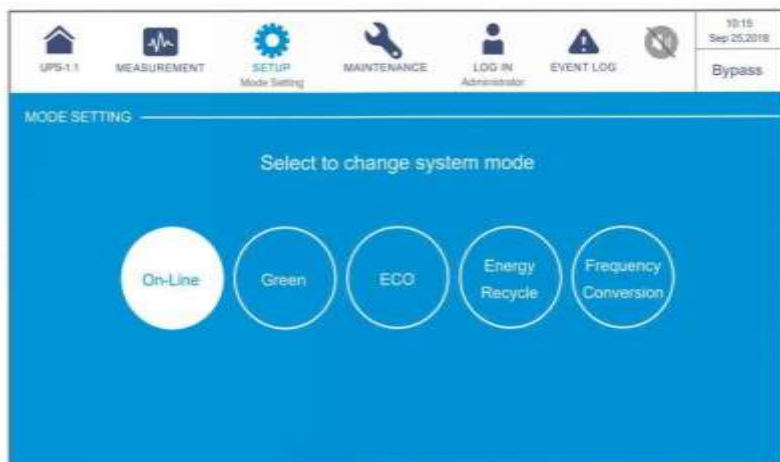 UPS-1.1
MEASUREMENT
SETUP
Mode Setting
MAINTENANCE
LOG IN
Administrator
EVENT LOG
10:15
Sep 25,2018
Bypass
MODE SETTING
Select to change system mode
On-Line
Green
ECO
Energy
Recycle
Frequency
Conversion